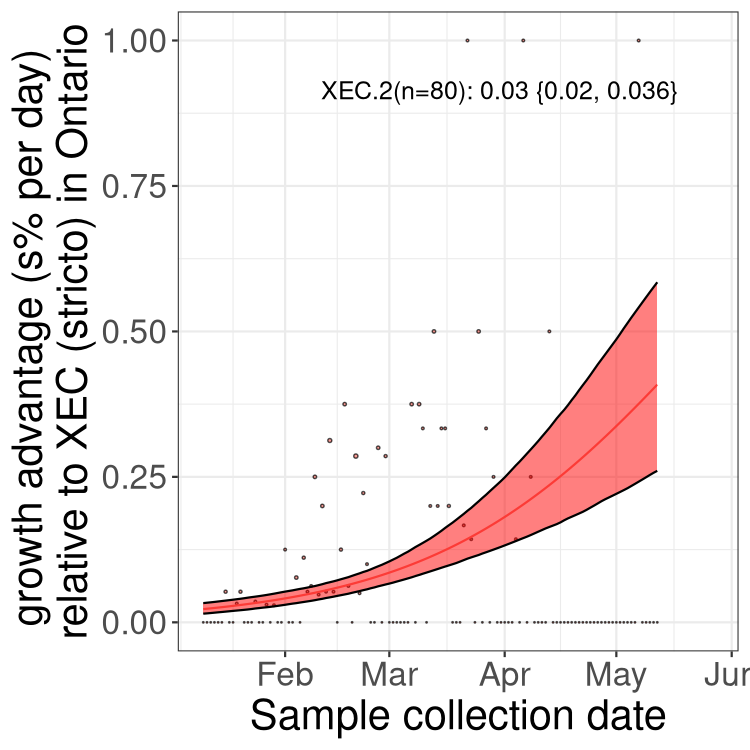 growth advantage (s% per day)
relative to XEC (stricto) in Ontario
1.00
0.75
0.50
0.25
0.00
XEC.2(n=80): 0.03 {0.02, 0.036}
Feb Mar Apr May Jun
Sample collection date